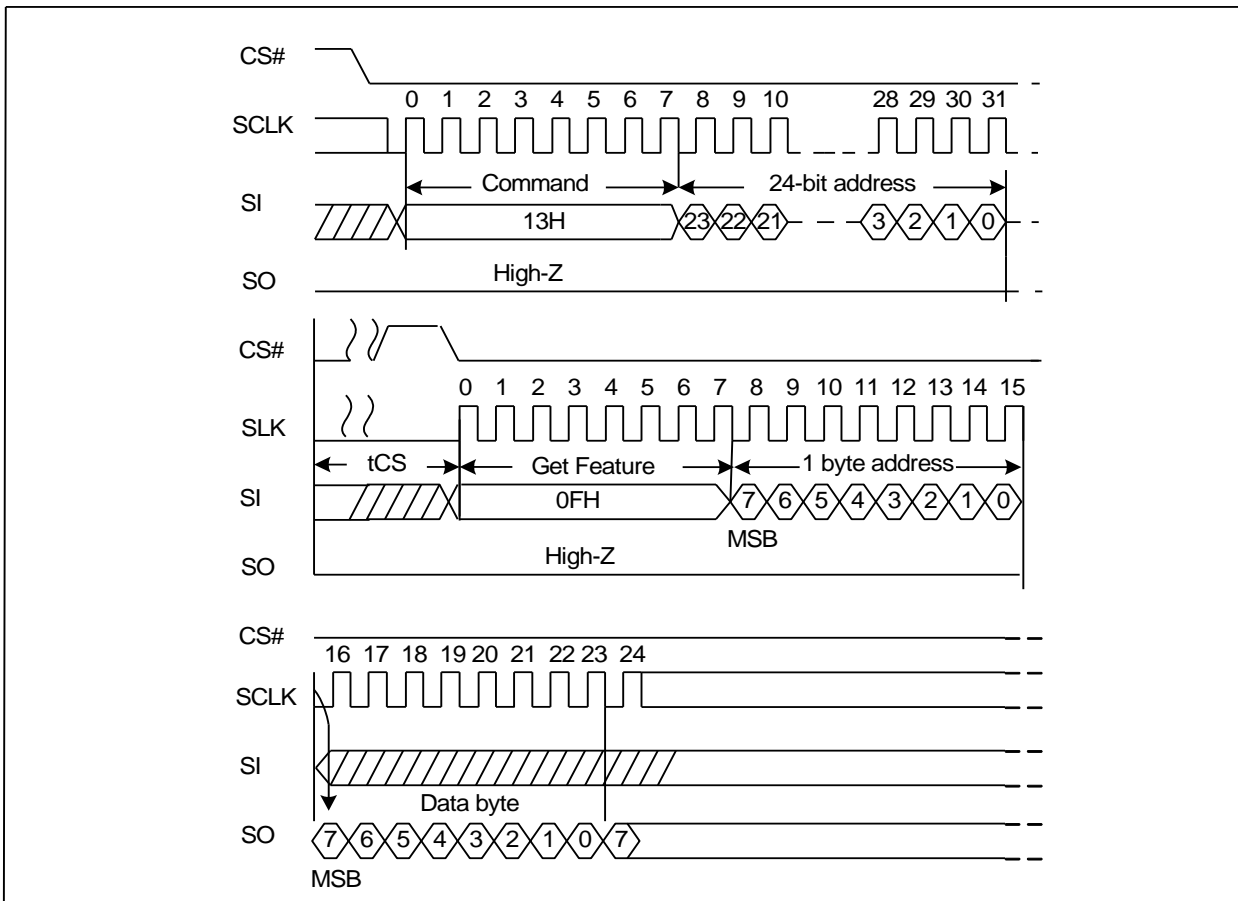 CS#
0 1 2 3 4 5 6 7 8 9 10 28 29 30 31
SCLK
Command 24-bit address
SI 13H 23 22 21 3 2 1 0
High-Z
SO
CS#
0 1 2 3 4 5 6 7 8 9 10 11 12 13 14 15
SLK
tCS Get Feature 1 byte address
SI 0FH 7 6 5 4 3 2 1 0
MSB
High-Z
SO
CS#
16 17 18 19 20 21 22 23 24
SCLK
SI
Data byte
SO 7 6 5 4 3 2 1 0 7
MSB